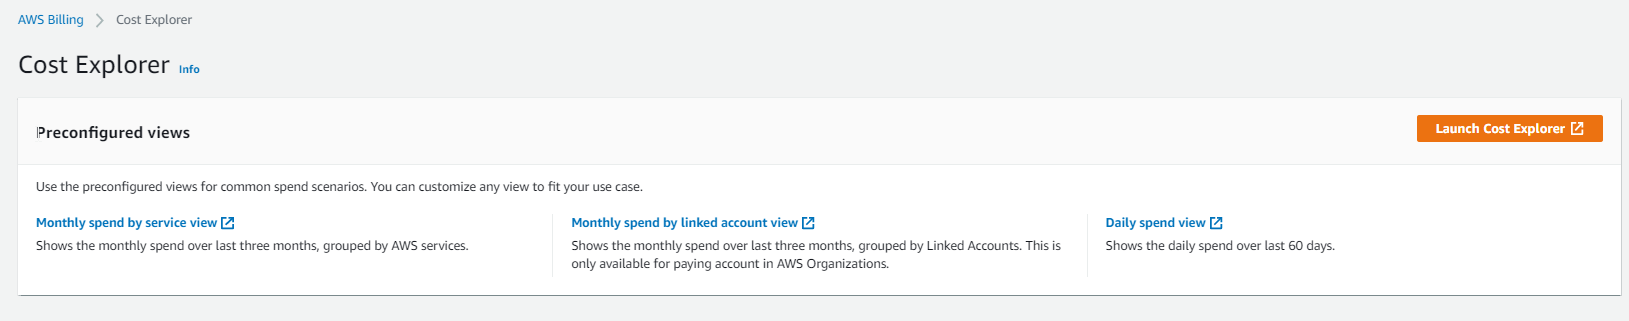 AWS Billing > Cost Explorer
Cost Explorer Info
Preconfigured views
Launch Cost Explorer
Use the preconfigured views for common spend scenarios. You can customize any view to fit your use case.
Monthly spend by service view
Shows the monthly spend over last three months, grouped by AWS services.
Monthly spend by linked account view
Shows the monthly spend over last three months, grouped by Linked Accounts. This is
only available for paying account in AWS Organizations.
Daily spend view
Shows the daily spend over last 60 days.